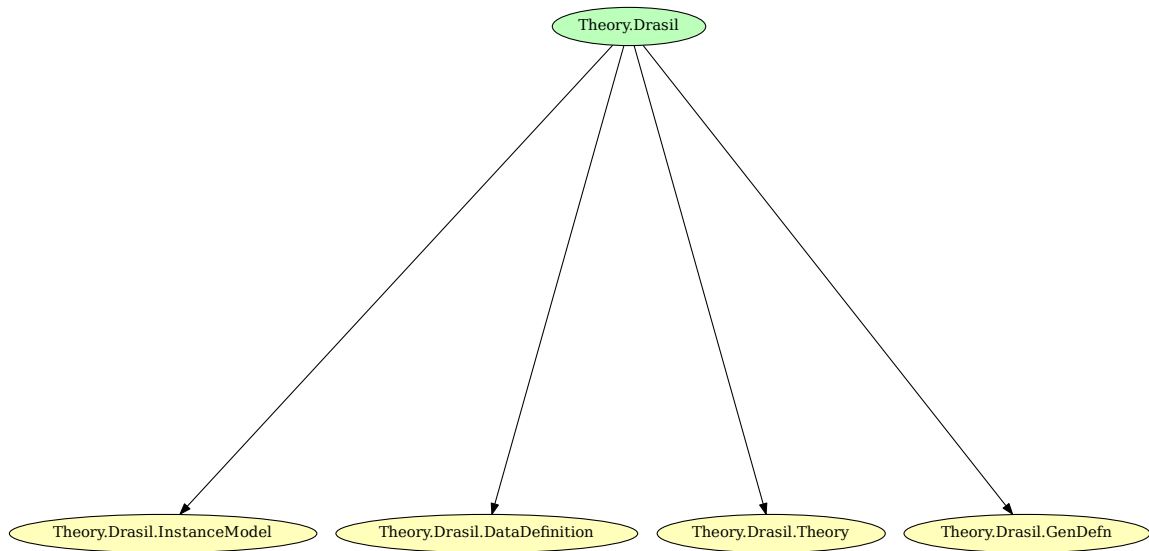 Theory.Drasil
Theory.Drasil.InstanceModel
Theory.Drasil.DataDefinition
Theory.Drasil.Theory
Theory.Drasil.GenDefn